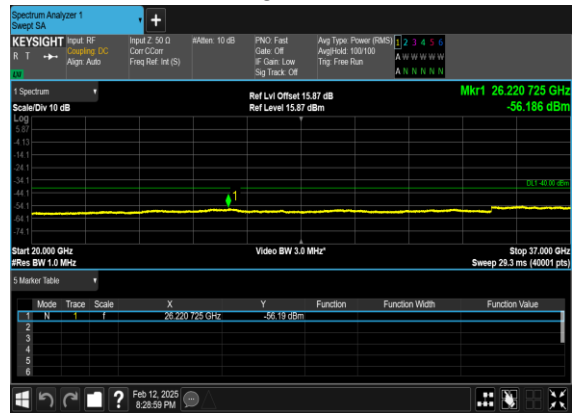 Spectrum Analyzer 1
Swept SA
+
KEYSIGHT Input: RF Input Z: 50 Ω #Atten: 10 dB PNO: Fast Avg Type: Power (RMS) 1 2 3 4 5 6
R T Coupling: DC Corr CCorr Gate: Off Avg|Hold: 100/100 A W W W W W
Align: Auto Freq Ref: Int (S) IF Gain: Low Trig: Free Run
LW Sig Track: Off A N N N N N
1 Spectrum Ref Lvl Offset 15.87 dB Mkr1 26.220 725 GHz
Scale/Div 10 dB Ref Level 15.87 dBm -56.186 dBm
Log
5.87
-4.13
-14.1
-24.1
-34.1 DL1 -40.00 dBm
-44.1 1
-54.1
-64.1
-74.1
Start 20.000 GHz Video BW 3.0 MHz* Stop 37.000 GHz
#Res BW 1.0 MHz Sweep 29.3 ms (40001 pts)
5 Marker Table
Mode Trace Scale X Y Function Function Width Function Value
1 N 1 f 26.220 725 GHz -56.19 dBm
2
3
4
5
6
? Feb 12, 2025
8:28:59 PM